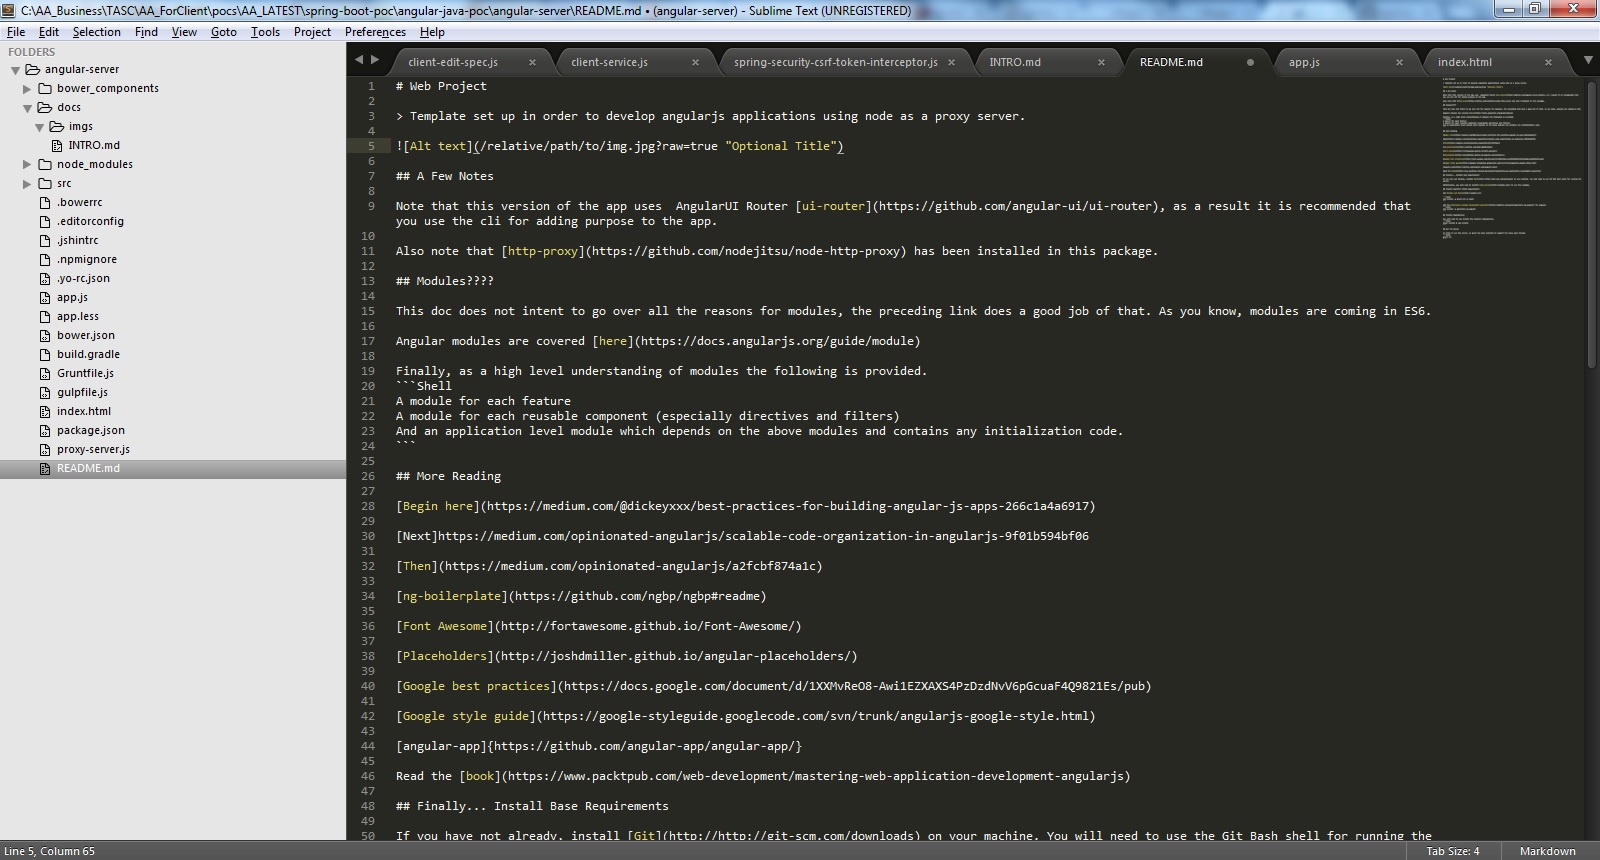 C:\AA_Business\TASC\AA_ForClient\pocs\AA_LATEST\spring-boot-poc\angular-java-poc\angular-server\README.md • (angular-server) - Sublime Text (UNREGISTERED)
File Edit Selection Find View Goto Tools Project Preferences Help
FOLDERS
angular-server
bower_components
docs
imgs
INTRO.md
node_modules
src
.bowerrc
.editorconfig
.jshintrc
.npmignore
.yo-rc.json
app.js
app.less
bower.json
build.gradle
Gruntfile.js
gulpfile.js
index.html
package.json
proxy-server.js
README.md
client-edit-spec.js × client-service.js × spring-security-csrf-token-interceptor.js × INTRO.md × README.md • app.js × index.html ×
1 # Web Project
2
3 > Template set up in order to develop angularjs applications using node as a proxy server.
4
5 ![Alt text](/relative/path/to/img.jpg?raw=true "Optional Title")
6
7 ## A Few Notes
8
9 Note that this version of the app uses  AngularUI Router [ui-router](https://github.com/angular-ui/ui-router), as a result it is recommended that
you use the cli for adding purpose to the app.
10
11 Also note that [http-proxy](https://github.com/nodejitsu/node-http-proxy) has been installed in this package.
12
13 ## Modules????
14
15 This doc does not intent to go over all the reasons for modules, the preceding link does a good job of that. As you know, modules are coming in ES6.
16
17 Angular modules are covered [here](https://docs.angularjs.org/guide/module)
18
19 Finally, as a high level understanding of modules the following is provided.
20 ```Shell
21 A module for each feature
22 A module for each reusable component (especially directives and filters)
23 And an application level module which depends on the above modules and contains any initialization code.
24 ```
25
26 ## More Reading
27
28 [Begin here](https://medium.com/@dickeyxxx/best-practices-for-building-angular-js-apps-266c1a4a6917)
29
30 [Next]https://medium.com/opinionated-angularjs/scalable-code-organization-in-angularjs-9f01b594bf06
31
32 [Then](https://medium.com/opinionated-angularjs/a2fcbf874a1c)
33
34 [ng-boilerplate](https://github.com/ngbp/ngbp#readme)
35
36 [Font Awesome](http://fortawesome.github.io/Font-Awesome/)
37
38 [Placeholders](http://joshdmiller.github.io/angular-placeholders/)
39
40 [Google best practices](https://docs.google.com/document/d/1XXMvReO8-Awi1EZXAXS4PzDzdNvV6pGcuaF4Q9821Es/pub)
41
42 [Google style guide](https://google-styleguide.googlecode.com/svn/trunk/angularjs-google-style.html)
43
44 [angular-app]{https://github.com/angular-app/angular-app/}
45
46 Read the [book](https://www.packtpub.com/web-development/mastering-web-application-development-angularjs)
47
48 ## Finally... Install Base Requirements
49
50 If you have not already, install [Git](http://http://git-scm.com/downloads) on your machine. You will need to use the Git Bash shell for running the
Line 5, Column 65
Tab Size: 4
Markdown